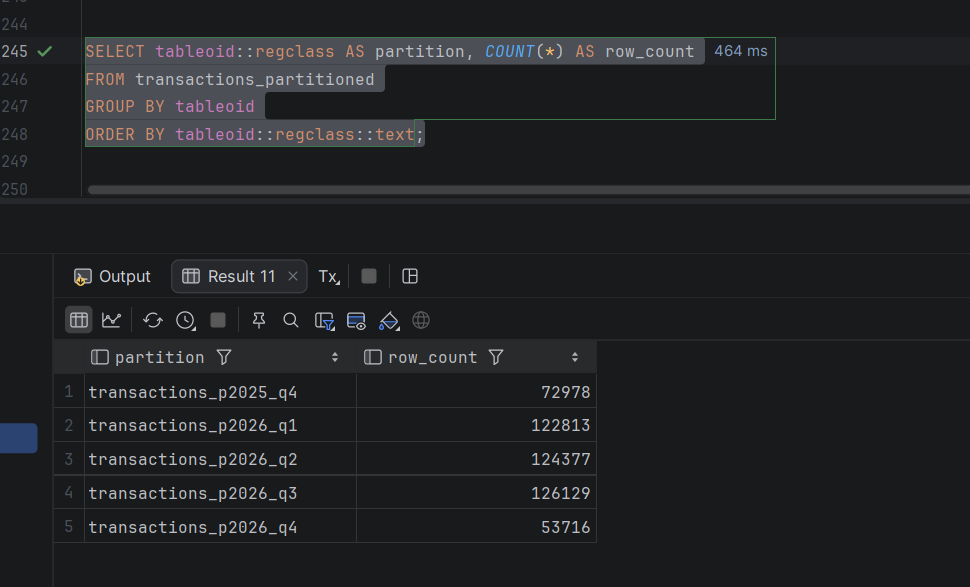 244
245 SELECT tableoid::regclass AS partition, COUNT(*) AS row_count 464 ms
246 FROM transactions_partitioned
247 GROUP BY tableoid
248 ORDER BY tableoid::regclass::text;
249
250
Output Result 11 Tx
partition row_count
1 transactions_p2025_q4 72978
2 transactions_p2026_q1 122813
3 transactions_p2026_q2 124377
4 transactions_p2026_q3 126129
5 transactions_p2026_q4 53716